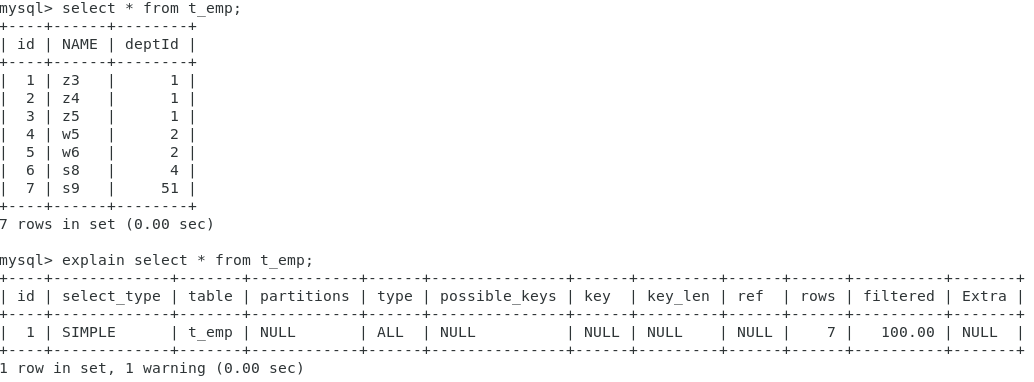 mysql> select * from t_emp;
+----+------+--------+
| id | NAME | deptId |
+----+------+--------+
|  1 | z3   |      1 |
|  2 | z4   |      1 |
|  3 | z5   |      1 |
|  4 | w5   |      2 |
|  5 | w6   |      2 |
|  6 | s8   |      4 |
|  7 | s9   |     51 |
+----+------+--------+
7 rows in set (0.00 sec)

mysql> explain select * from t_emp;
+----+-------------+-------+------------+------+---------------+------+---------+------+------+----------+-------+
| id | select_type | table | partitions | type | possible_keys | key  | key_len | ref  | rows | filtered | Extra |
+----+-------------+-------+------------+------+---------------+------+---------+------+------+----------+-------+
|  1 | SIMPLE      | t_emp | NULL       | ALL  | NULL          | NULL | NULL    | NULL |    7 |   100.00 | NULL  |
+----+-------------+-------+------------+------+---------------+------+---------+------+------+----------+-------+
1 row in set, 1 warning (0.00 sec)